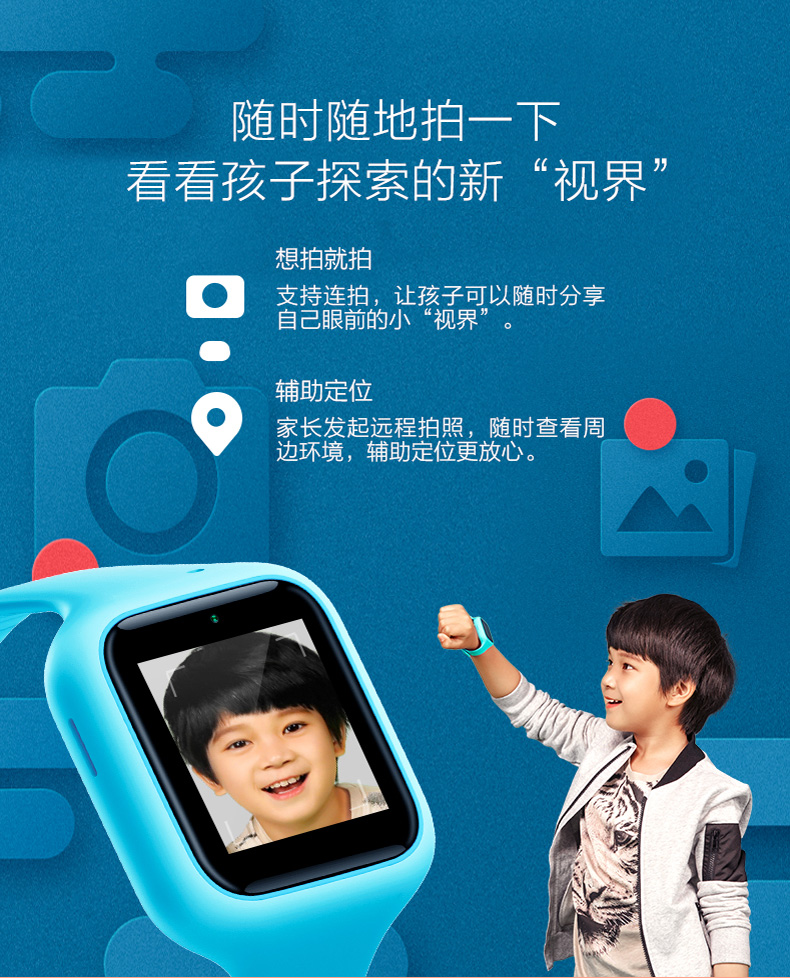 随时随地拍一下
看看孩子探索的新“视界”
想拍就拍
支持连拍，让孩子可以随时分享
自己眼前的小“视界”。
辅助定位
家长发起远程拍照，随时查看周
边环境，辅助定位更放心。